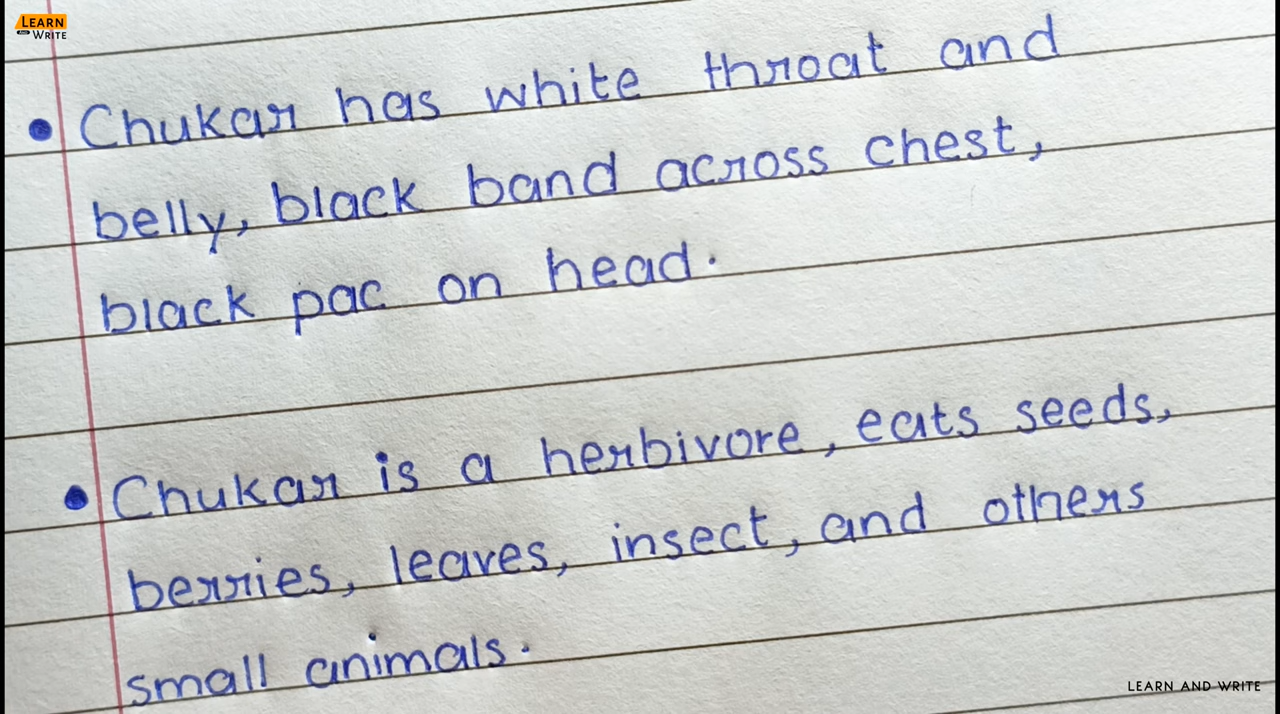 LEARN
AND WRITE
• Chukar has white throat and
belly, black band across chest,
black pac on head.
• Chukar is a herbivore, eats seeds,
berries, leaves, insect, and others
small animals.
LEARN AND WRITE